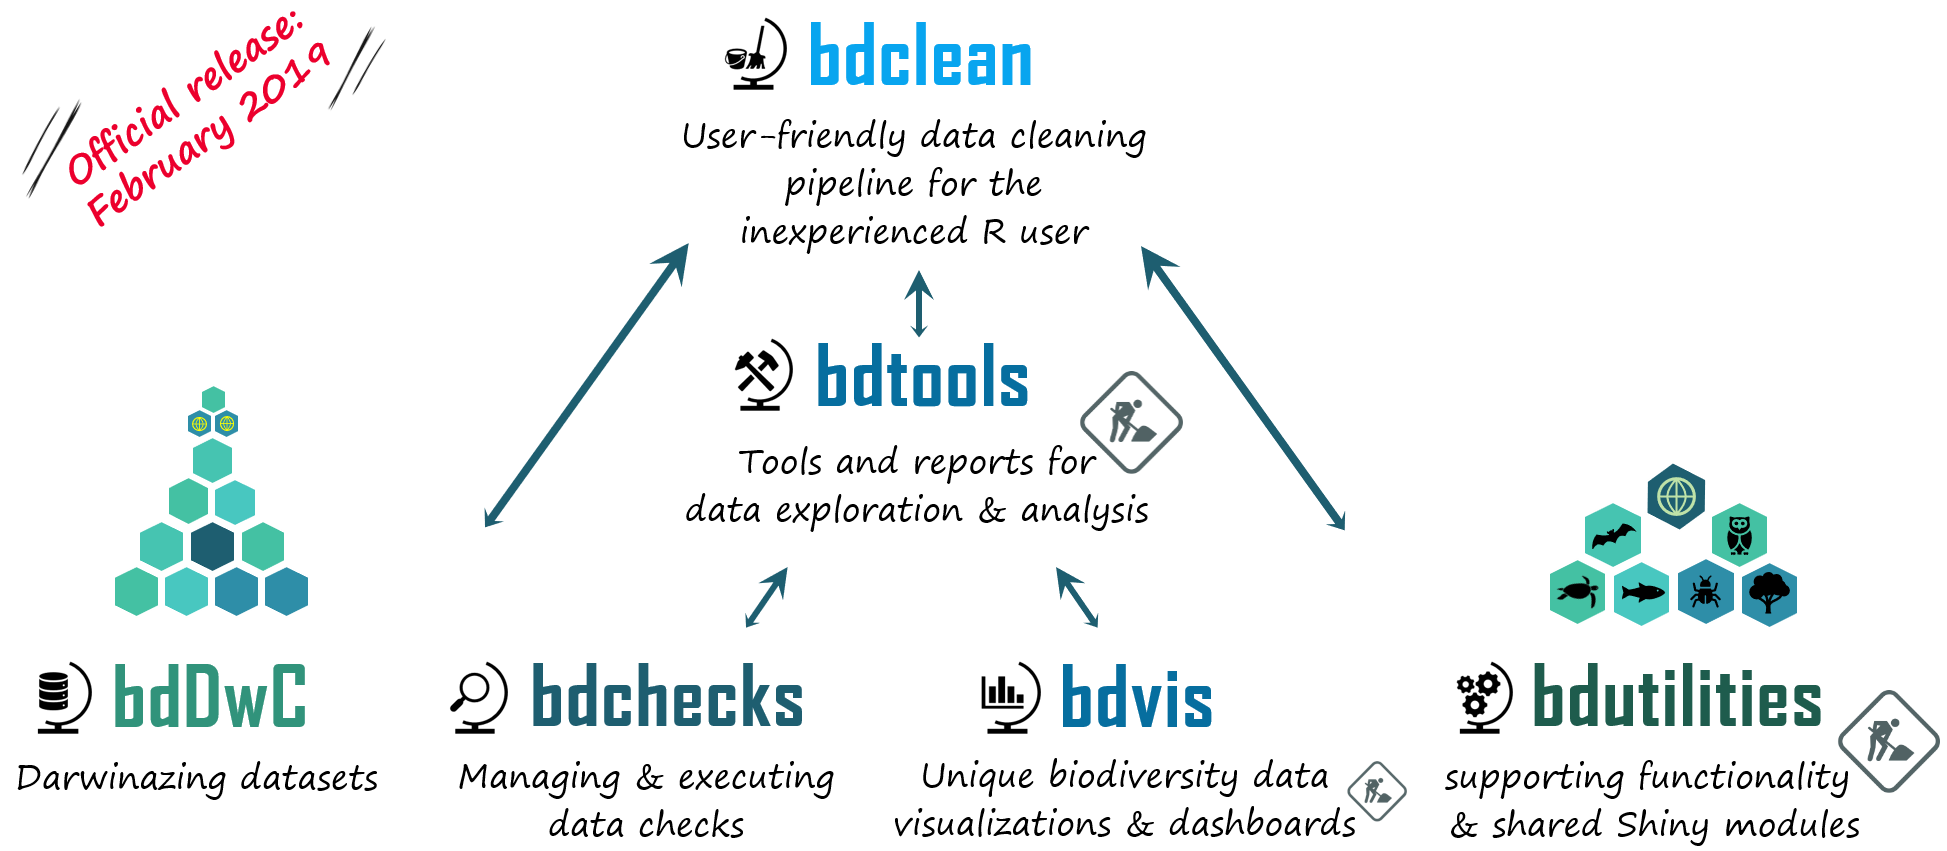 Official release:
February 2019
bdclean
User-friendly data cleaning
pipeline for the
inexperienced R user
bdtools
Tools and reports for
data exploration & analysis
bdDwC
Darwinazing datasets
bdchecks
Managing & executing
data checks
bdvis
Unique biodiversity data
visualizations & dashboards
bdutilities
supporting functionality
& shared Shiny modules